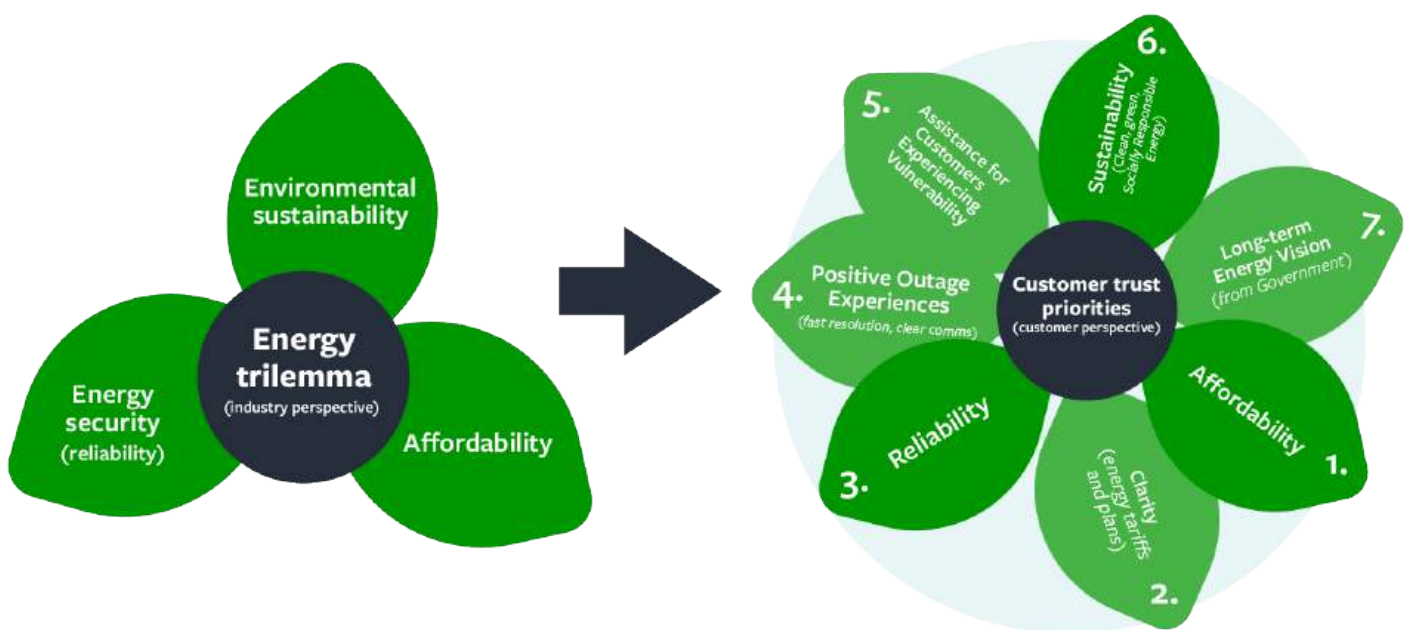 Environmental
sustainability
Energy
trilemma
(industry perspective)
Energy
security
(reliability)
Affordability
Customer trust
priorities
(customer perspective)
1.
Affordability
2.
Clarity
(energy tariffs
and plans)
3.
Reliability
4.
Positive Outage
Experiences
(fast resolution, clear comms)
5.
Assistance for
Customers
Experiencing
Vulnerability
6.
Sustainability
(Clean, green,
Socially Responsible
Energy)
7.
Long-term
Energy Vision
(from Government)